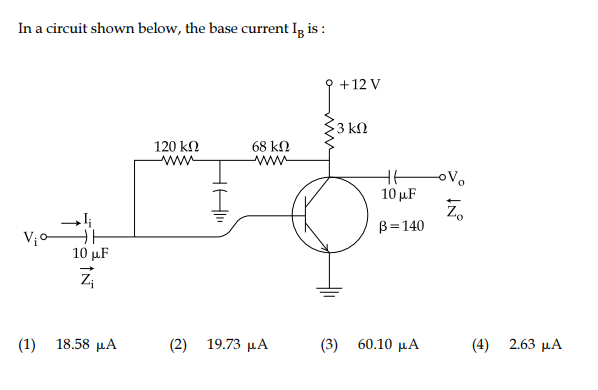 In a circuit shown below, the base current I_B is :
+12 V
3 kΩ
120 kΩ 68 kΩ
10 μF
V_o
Z_o
β = 140
I_i
V_i
10 μF
Z_i
(1) 18.58 μA (2) 19.73 μA (3) 60.10 μA (4) 2.63 μA